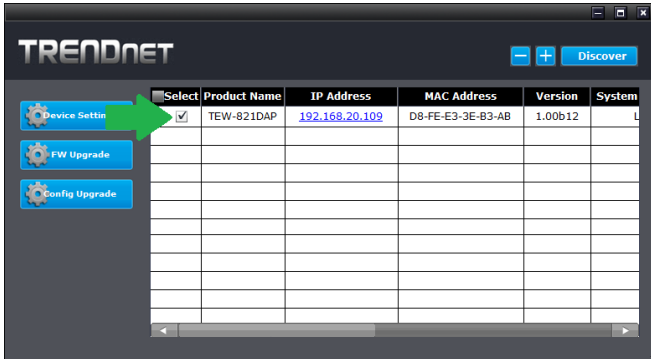 TRENDnet
Discover
Select Product Name IP Address MAC Address Version System
Device Settin
TEW-821DAP 192.168.20.109 D8-FE-E3-3E-B3-AB 1.00b12 L
FW Upgrade
Config Upgrade